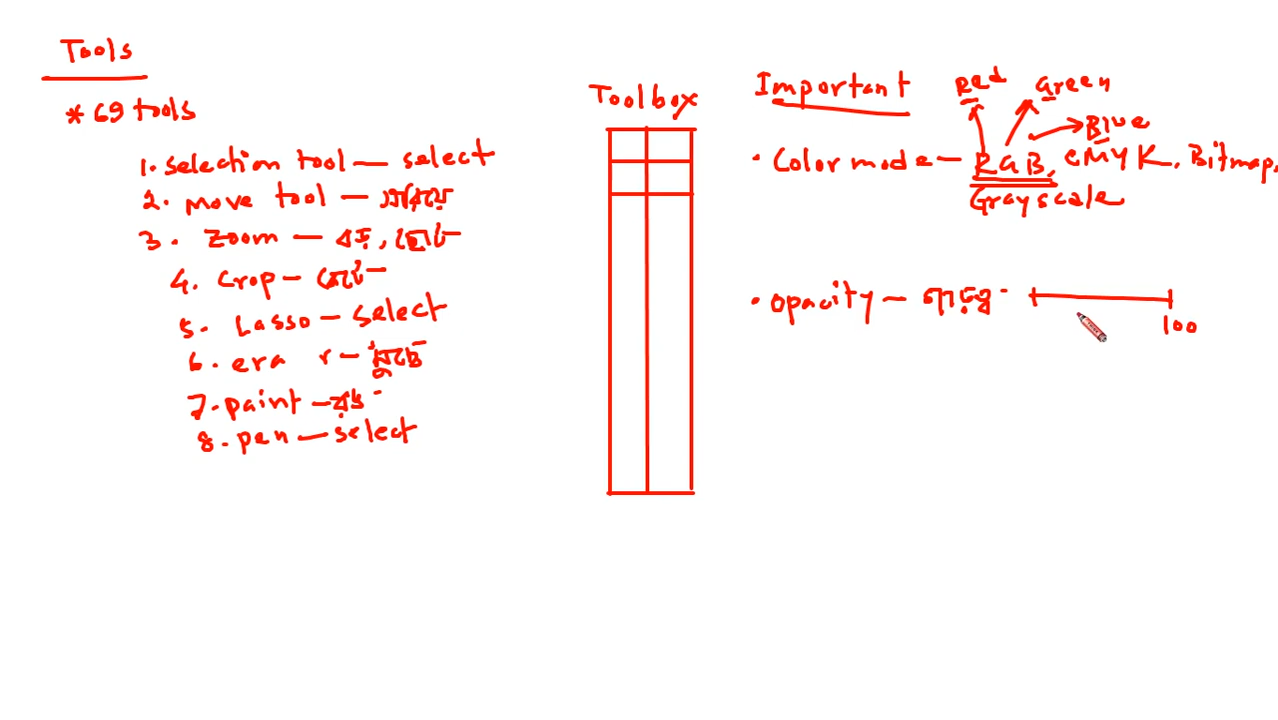 Tools
* 69 tools
1. selection tool — select
2. move tool —
3. Zoom —
4. Crop —
5. Lasso — select
6. era r —
7. paint —
8. pen — select
Toolbox
Important
Red Green
Blue
• Color mode — RGB, CMYK, Bitmap,
Grayscale
• opacity —
100